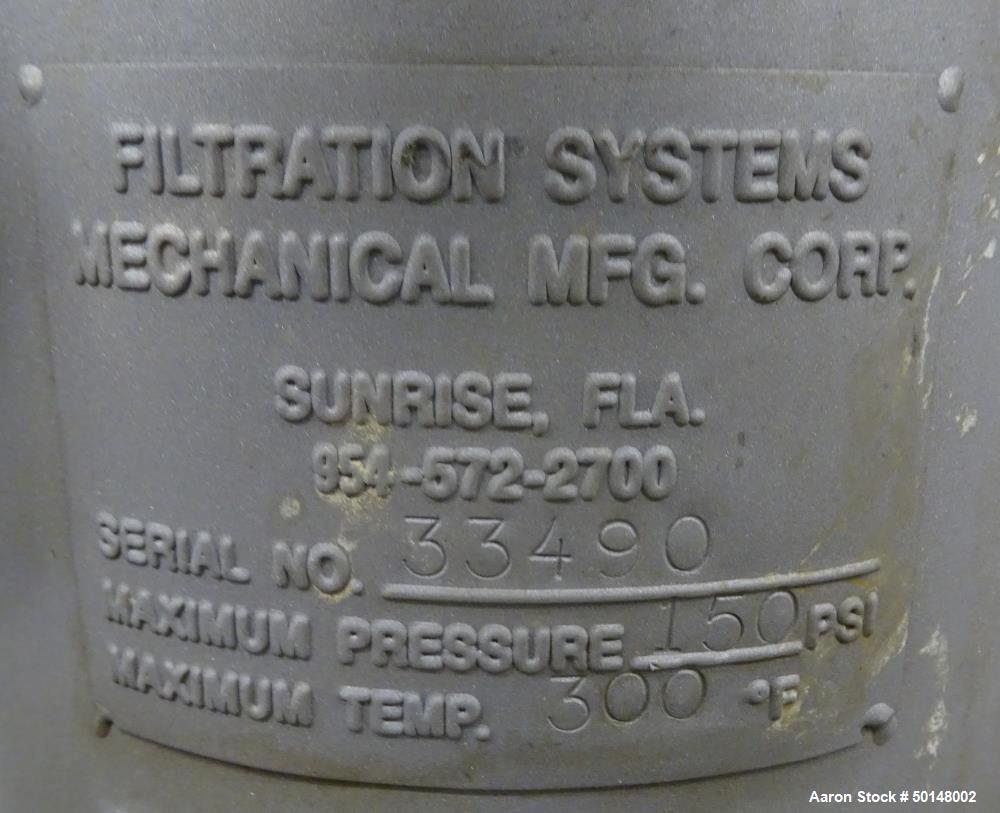 FILTRATION SYSTEMS
MECHANICAL MFG. CORP.
SUNRISE, FLA.
954-572-2700
SERIAL NO. 33490
MAXIMUM PRESSURE 150 PSI
MAXIMUM TEMP. 300 °F
Aaron Stock # 50148002